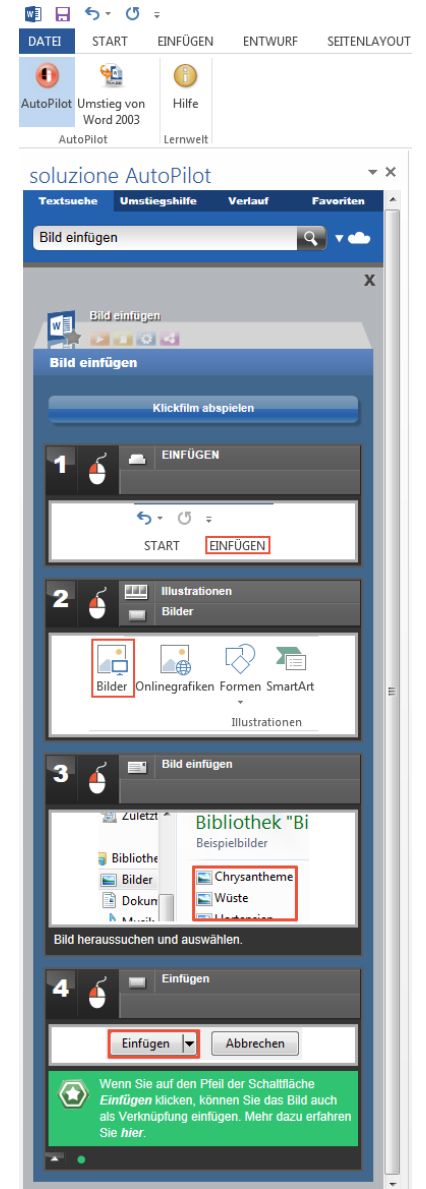 DATEI START EINFÜGEN ENTWURF SEITENLAYOUT
AutoPilot Umstieg von Word 2003 Hilfe
AutoPilot Lernwelt
soluzione AutoPilot
Textsuche Umstiegshilfe Verlauf Favoriten
Bild einfügen
X
Bild einfügen
Bild einfügen
Klickfilm abspielen
1 EINFÜGEN
START EINFÜGEN
2 Illustrationen
Bilder
Bilder Onlinegrafiken Formen SmartArt
Illustrationen
3 Bild einfügen
Zuletzt
Bibliothek "Bi
Beispielbilder
Bibliothe
Chrysantheme
Bilder
Wüste
Dokum
Bild heraussuchen und auswählen.
4 Einfügen
Einfügen Abbrechen
Wenn Sie auf den Pfeil der Schaltfläche
Einfügen klicken, können Sie das Bild auch
als Verknüpfung einfügen. Mehr dazu erfahren
Sie hier.